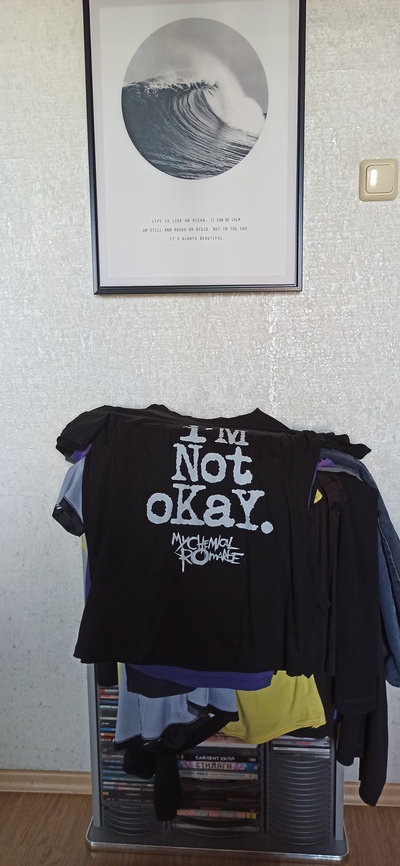 LIFE IS LIKE AN OCEAN. IT CAN BE CALM
OR STILL AND ROUGH OR RIGID. BUT IN THE END,
IT'S ALWAYS BEAUTIFUL.
I'M
Not
oKaY.
MY CHEMICAL
ROMANCE
САЙЛЕНТ ХИЛЛ
СТИЛЯГИ